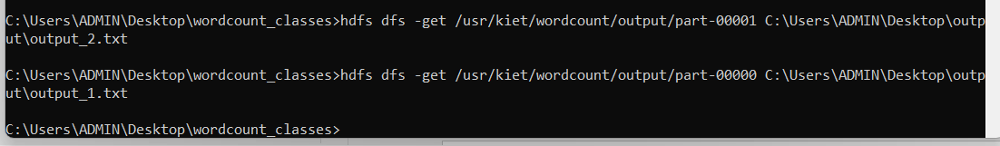 C:\Users\ADMIN\Desktop\wordcount_classes>hdfs dfs -get /usr/kiet/wordcount/output/part-00001 C:\Users\ADMIN\Desktop\outp
ut\output_2.txt
C:\Users\ADMIN\Desktop\wordcount_classes>hdfs dfs -get /usr/kiet/wordcount/output/part-00000 C:\Users\ADMIN\Desktop\outp
ut\output_1.txt
C:\Users\ADMIN\Desktop\wordcount_classes>